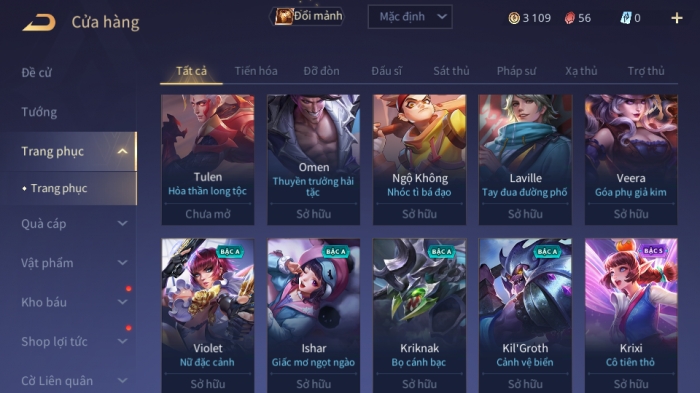 Cửa hàng
Đổi mảnh
Mặc định
3 109
56
0
Đề cử
Tướng
Trang phục
Trang phục
Quà cáp
Vật phẩm
Kho báu
Shop lợi tức
Cờ Liên quân
Tất cả
Tiến hóa
Đỡ đòn
Đấu sĩ
Sát thủ
Pháp sư
Xạ thủ
Trợ thủ
Tulen
Hỏa thần long tộc
Chưa mở
Omen
Thuyền trưởng hải
tặc
Sở hữu
Ngộ Không
Nhóc tì bá đạo
Sở hữu
Laville
Tay đua đường phố
Sở hữu
Veera
Góa phụ giả kim
Sở hữu
BẬC A
Violet
Nữ đặc cảnh
Sở hữu
BẬC A
Ishar
Giấc mơ ngọt ngào
Sở hữu
BẬC A
Kriknak
Bọ cánh bạc
Sở hữu
BẬC A
Kil'Groth
Cảnh vệ biển
Sở hữu
BẬC S
Krixi
Cô tiên thỏ
Sở hữu